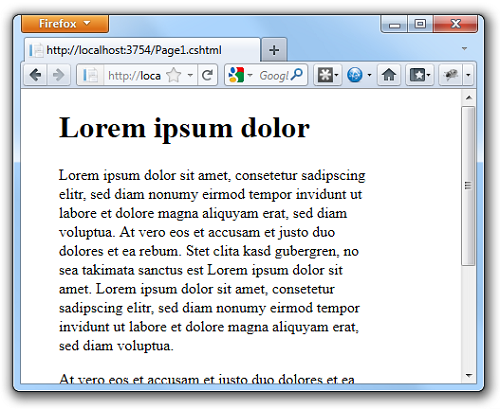 Firefox
http://localhost:3754/Page1.cshtml
http://loca
Googl
Lorem ipsum dolor
Lorem ipsum dolor sit amet, consetetur sadipscing
elitr, sed diam nonumy eirmod tempor invidunt ut
labore et dolore magna aliquyam erat, sed diam
voluptua. At vero eos et accusam et justo duo
dolores et ea rebum. Stet clita kasd gubergren, no
sea takimata sanctus est Lorem ipsum dolor sit
amet. Lorem ipsum dolor sit amet, consetetur
sadipscing elitr, sed diam nonumy eirmod tempor
invidunt ut labore et dolore magna aliquyam erat,
sed diam voluptua.
At vero eos et accusam et justo duo dolores et ea